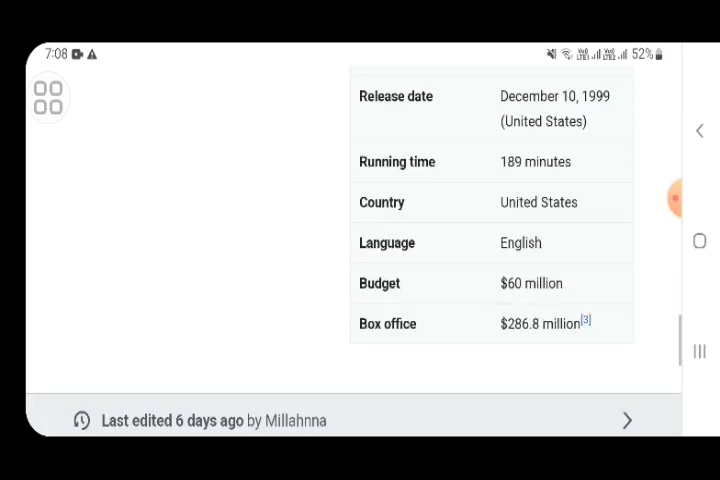 7:08 52%
Release date December 10, 1999
(United States)
Running time 189 minutes
Country United States
Language English
Budget $60 million
Box office $286.8 million[3]
Last edited 6 days ago by Millahnna